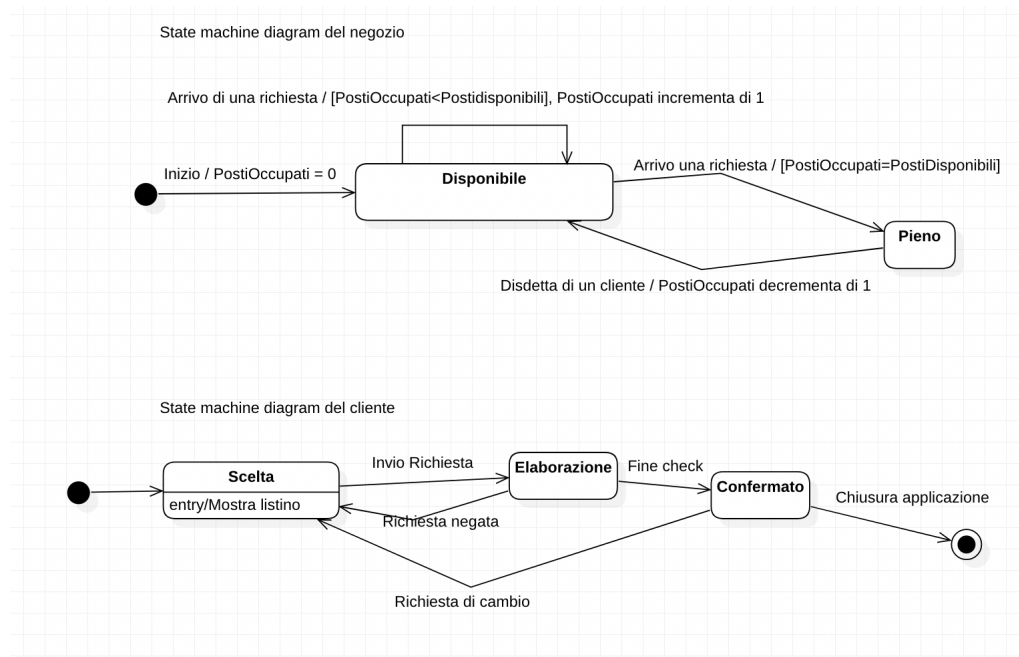 State machine diagram del negozio
Arrivo di una richiesta / [PostiOccupati<Postidisponibili], PostiOccupati incrementa di 1
Inizio / PostiOccupati = 0
Disponibile
Arrivo una richiesta / [PostiOccupati=PostiDisponibili]
Pieno
Disdetta di un cliente / PostiOccupati decrementa di 1
State machine diagram del cliente
Scelta
entry/Mostra listino
Invio Richiesta
Elaborazione
Fine check
Confermato
Chiusura applicazione
Richiesta negata
Richiesta di cambio